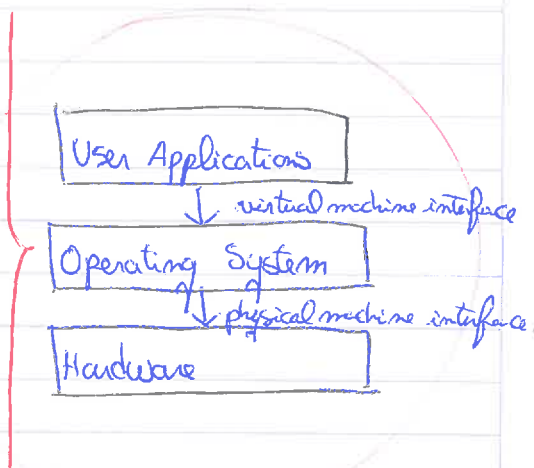 User Applications
virtual machine interface
Operating System
physical machine interface
Hardware